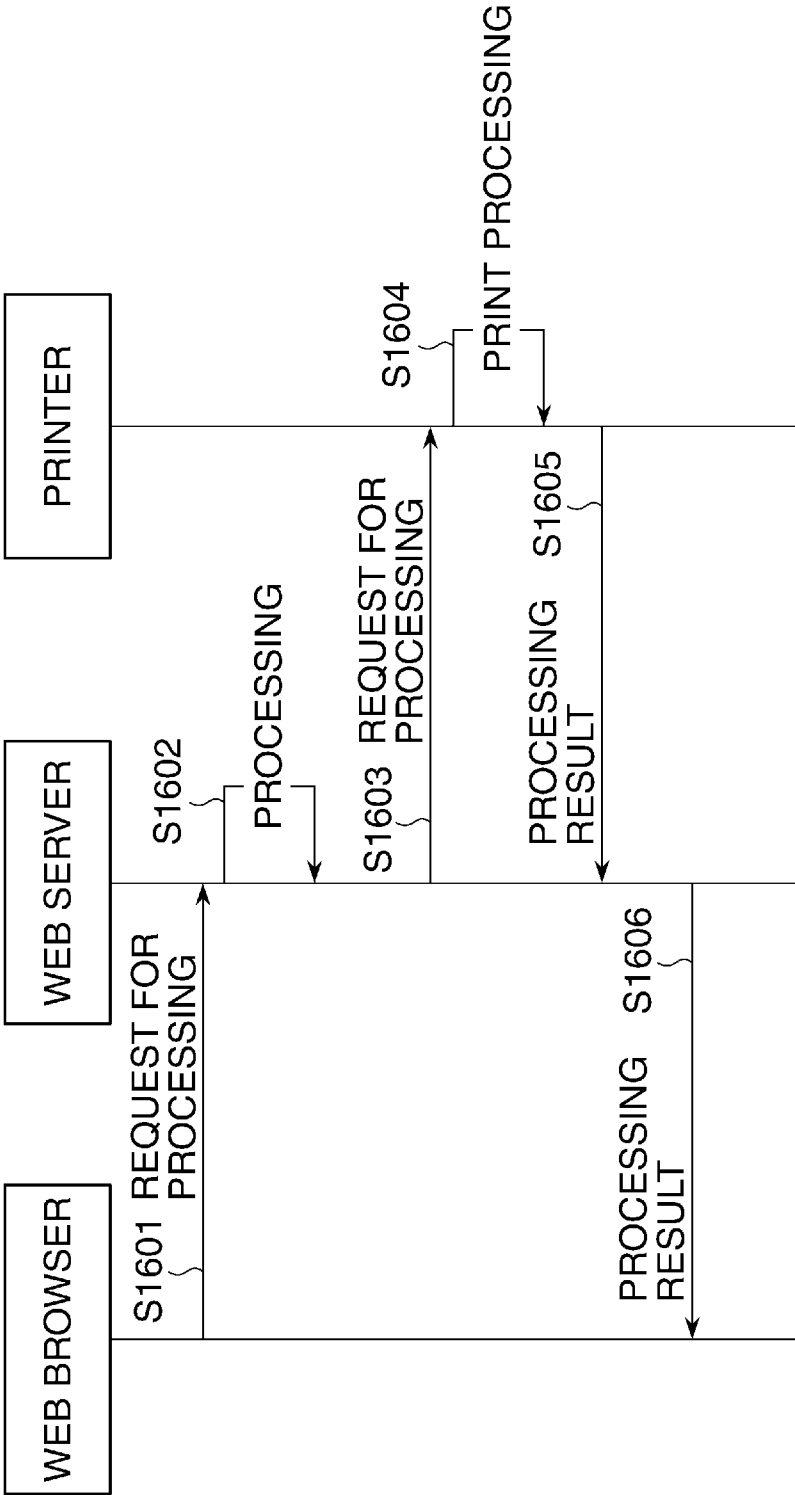 WEB BROWSER
WEB SERVER
PRINTER
S1601
REQUEST FOR
PROCESSING
S1602
PROCESSING
S1603
REQUEST FOR
PROCESSING
S1604
PRINT PROCESSING
PROCESSING
RESULT
S1605
PROCESSING
RESULT
S1606